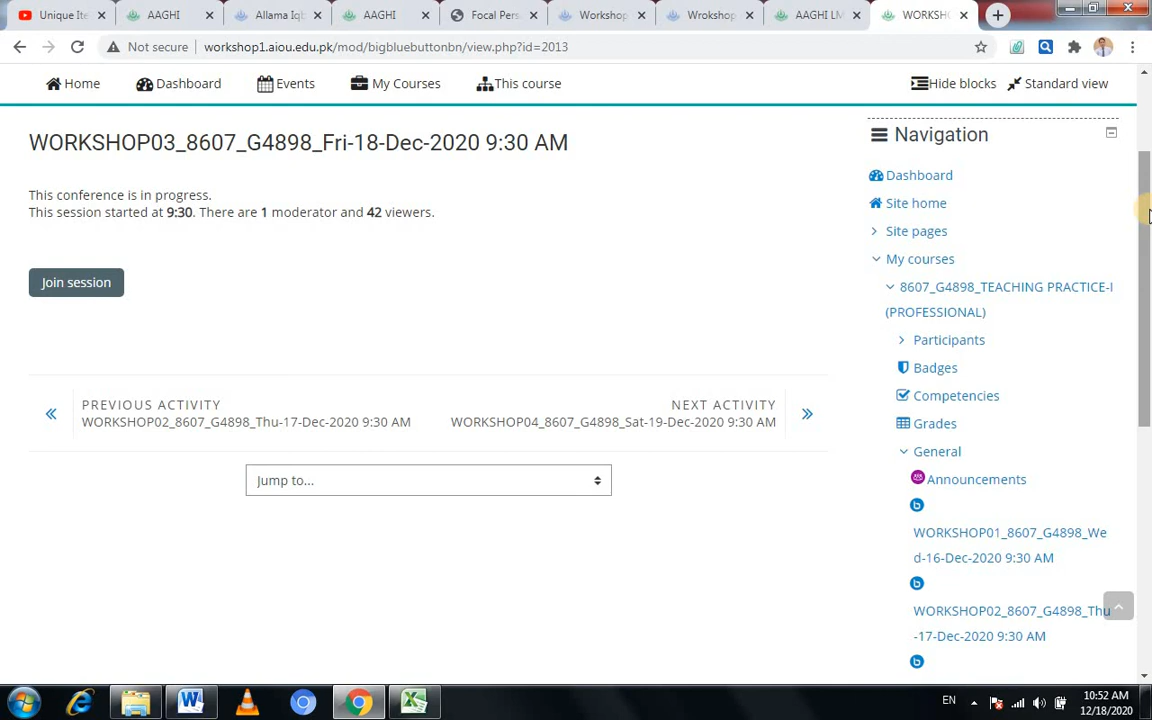 Unique Ite
AAGHI
Allama Iqb
AAGHI
Focal Pers
Workshop
Wrokshop
AAGHI LM
WORKSH
Not secure
workshop1.aiou.edu.pk/mod/bigbluebuttonbn/view.php?id=2013
Home
Dashboard
Events
My Courses
This course
Hide blocks
Standard view
WORKSHOP03_8607_G4898_Fri-18-Dec-2020 9:30 AM
This conference is in progress.
This session started at 9:30. There are 1 moderator and 42 viewers.
Join session
PREVIOUS ACTIVITY
WORKSHOP02_8607_G4898_Thu-17-Dec-2020 9:30 AM
NEXT ACTIVITY
WORKSHOP04_8607_G4898_Sat-19-Dec-2020 9:30 AM
Jump to...
Navigation
Dashboard
Site home
Site pages
My courses
8607_G4898_TEACHING PRACTICE-I
(PROFESSIONAL)
Participants
Badges
Competencies
Grades
General
Announcements
WORKSHOP01_8607_G4898_We
d-16-Dec-2020 9:30 AM
WORKSHOP02_8607_G4898_Thu
-17-Dec-2020 9:30 AM
EN
10:52 AM
12/18/2020